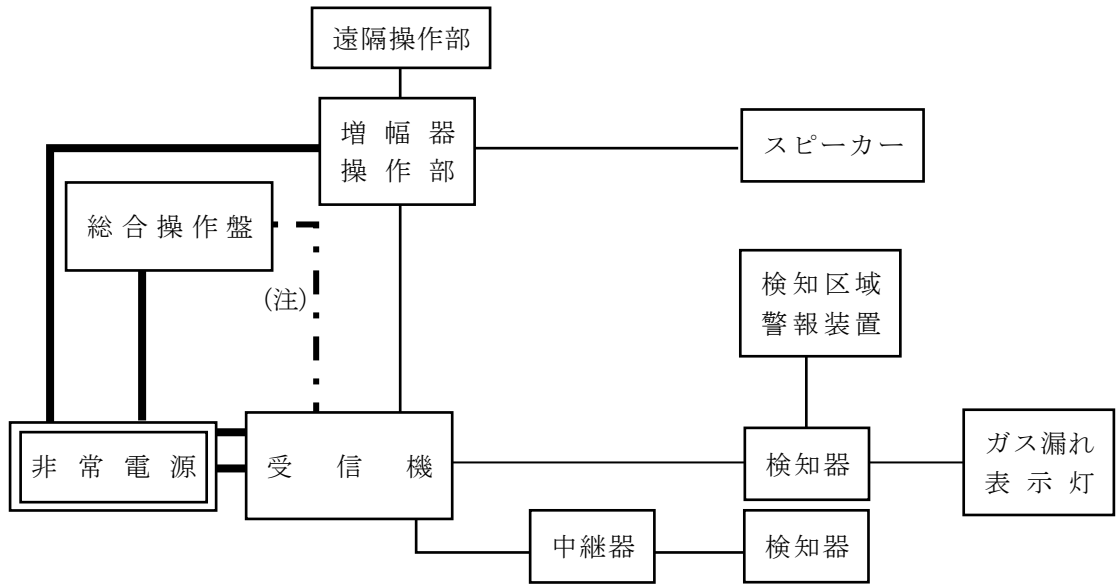 遠隔操作部
増幅器
操作部
スピーカー
総合操作盤
(注)
検知区域
警報装置
非常電源
受信機
検知器
ガス漏れ
表示灯
中継器
検知器